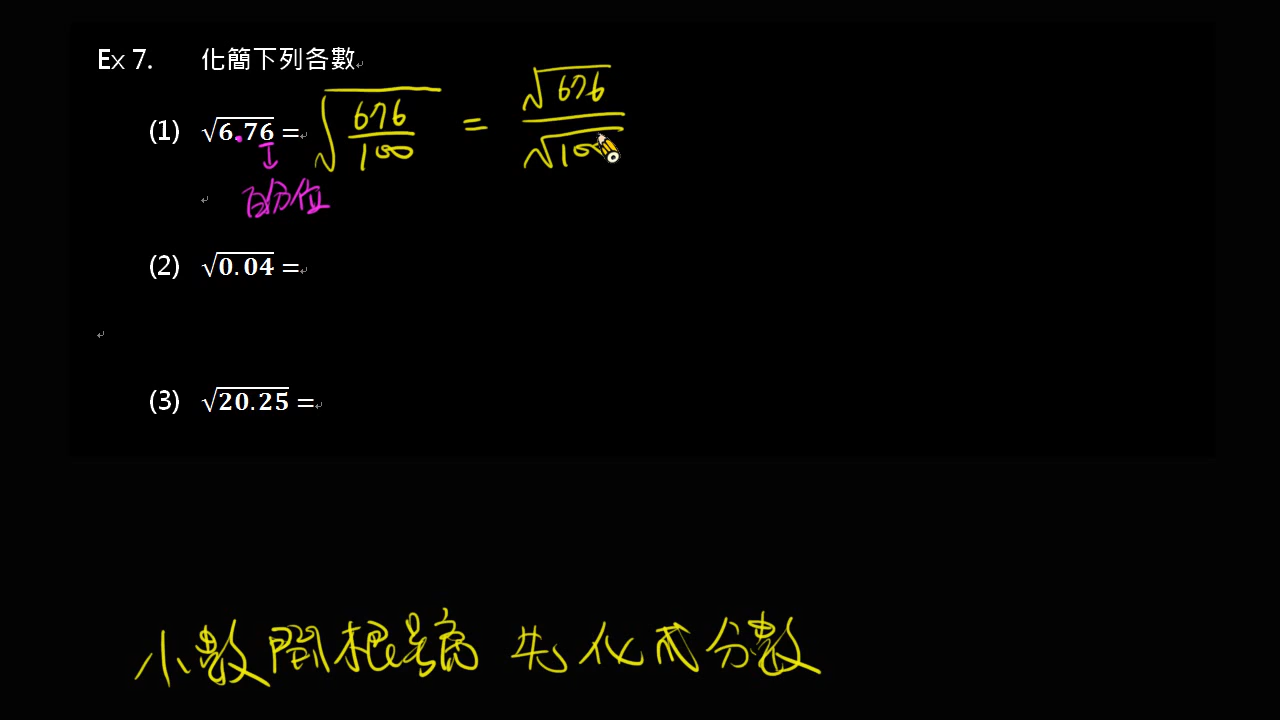 Ex 7. 化簡下列各數
(1) √6.76 = √(676/100) = √676/√100
百分位
(2) √0.04 =
(3) √20.25 =
小數開根號 先化成分數